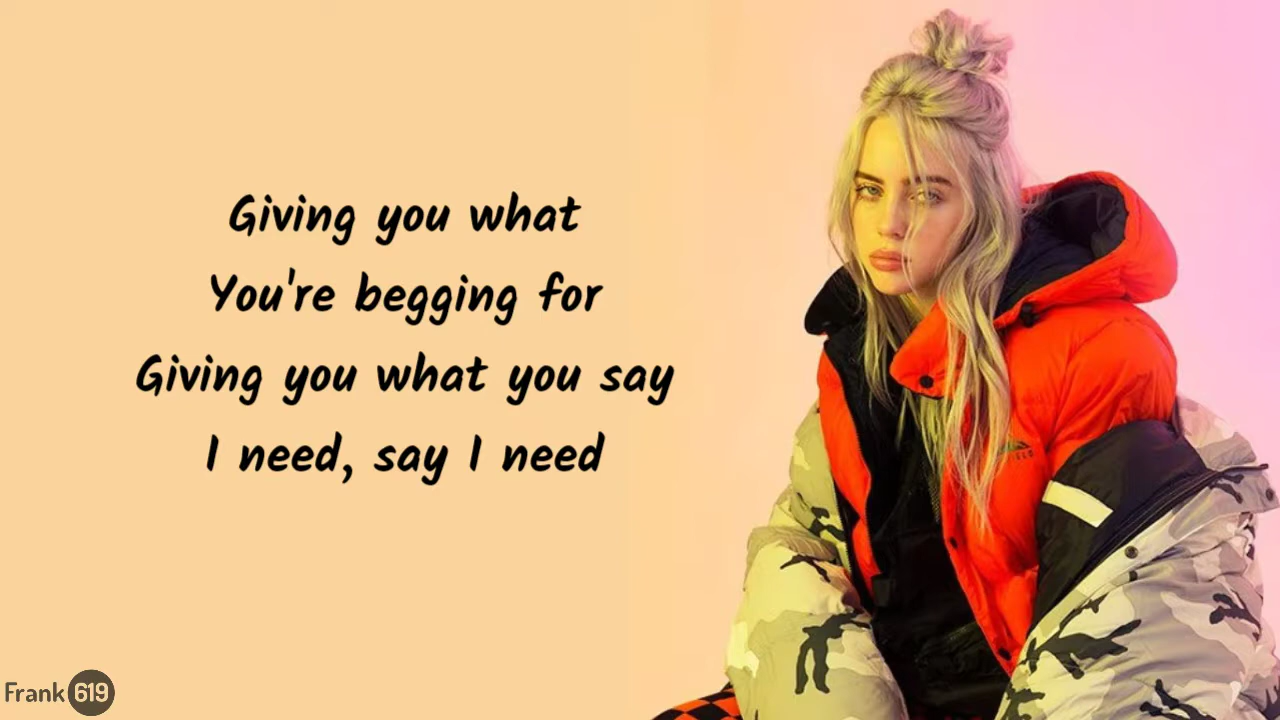 Giving you what
You're begging for
Giving you what you say
I need, say I need
Frank 619